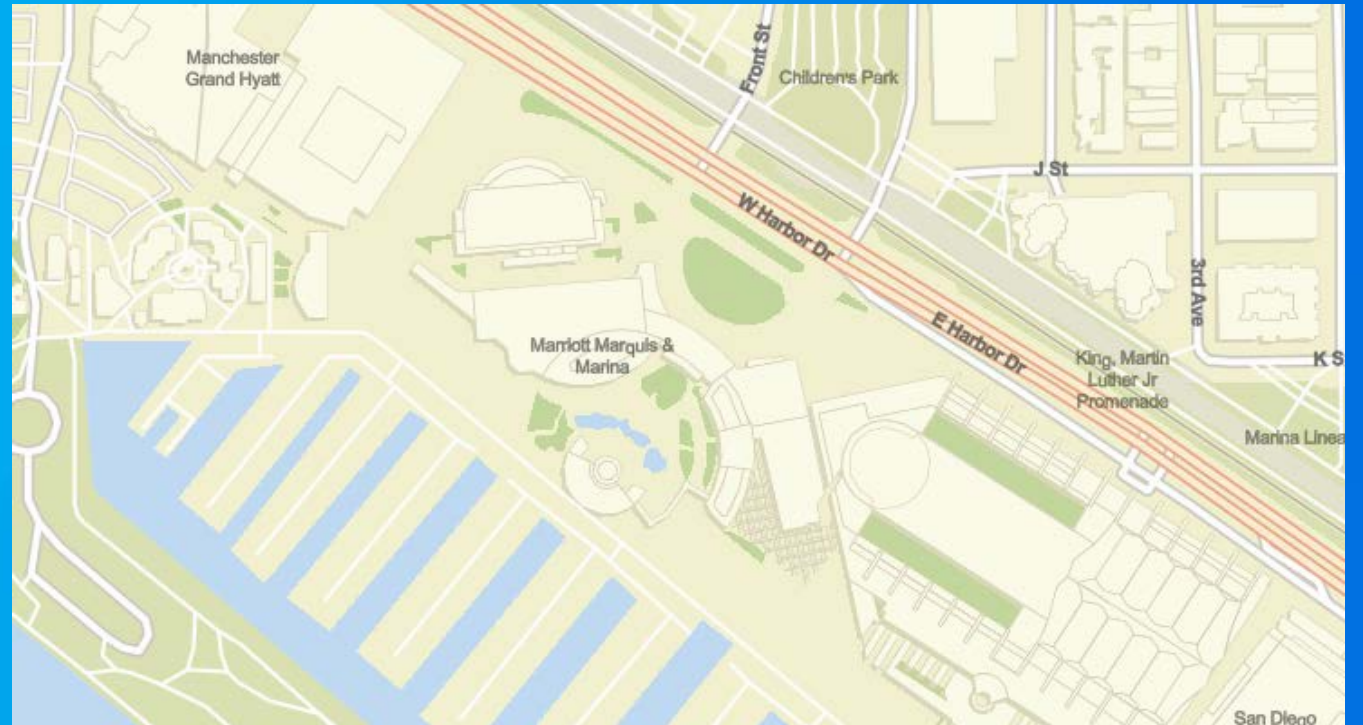 Manchester
Grand Hyatt
Front St
Children's Park
J St
W Harbor Dr
3rd Ave
E Harbor Dr
Marriott Marquis &
Marina
King, Martin
Luther Jr
Promenade
K S
Marina Linea
San Diego